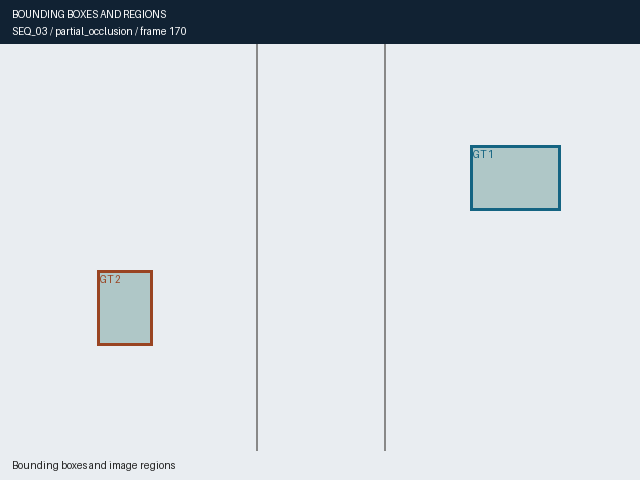 BOUNDING BOXES AND REGIONS
SEQ_03 / partial_occlusion / frame 170
GT1
GT2
Bounding boxes and image regions